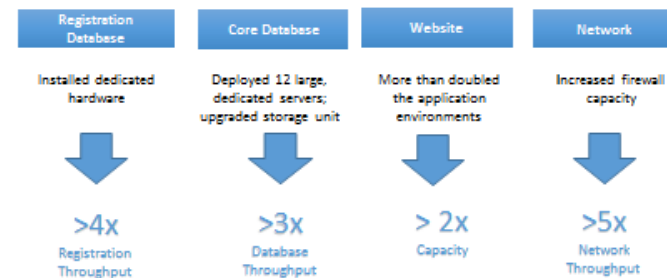 Registration
Database
Core Database
Website
Network
Installed dedicated
hardware
Deployed 12 large,
dedicated servers;
upgraded storage unit
More than doubled
the application
environments
Increased firewall
capacity
>4x
Registration
Throughput
>3x
Database
Throughput
> 2x
Capacity
>5x
Network
Throughput